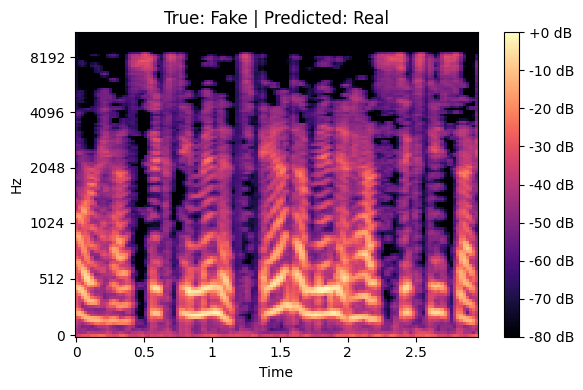 True: Fake | Predicted: Real
Hz
8192
4096
2048
1024
512
0
0
0.5
1
1.5
2
2.5
Time
+0 dB
-10 dB
-20 dB
-30 dB
-40 dB
-50 dB
-60 dB
-70 dB
-80 dB